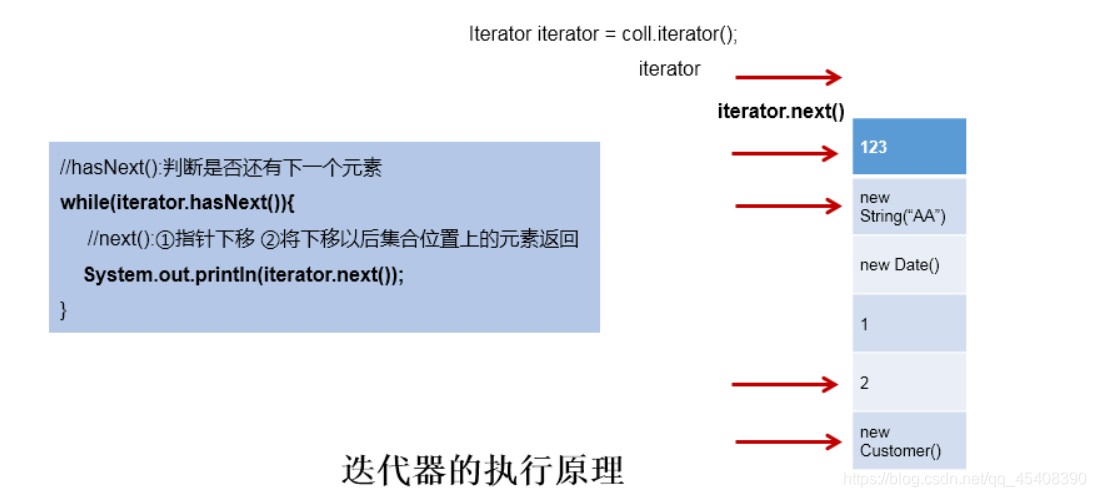 Iterator iterator = coll.iterator();
iterator
iterator.next()
//hasNext():判断是否还有下一个元素
while(iterator.hasNext()){
//next():①指针下移 ②将下移以后集合位置上的元素返回
System.out.println(iterator.next());
}
123
new
String(“AA”)
new Date()
1
2
new
Customer()
迭代器的执行原理
https://blog.csdn.net/qq_45408390